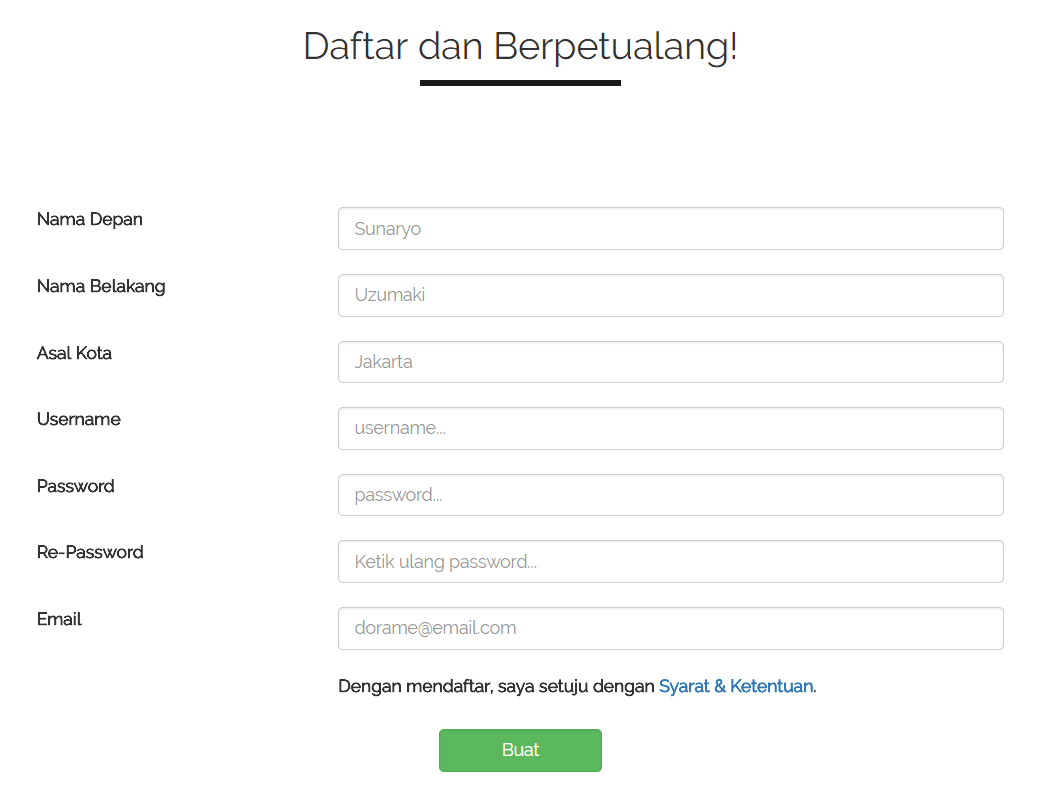 Daftar dan Berpetualang!
Nama Depan
Sunaryo
Nama Belakang
Uzumaki
Asal Kota
Jakarta
Username
username...
Password
password...
Re-Password
Ketik ulang password...
Email
dorame@email.com
Dengan mendaftar, saya setuju dengan Syarat & Ketentuan.
Buat